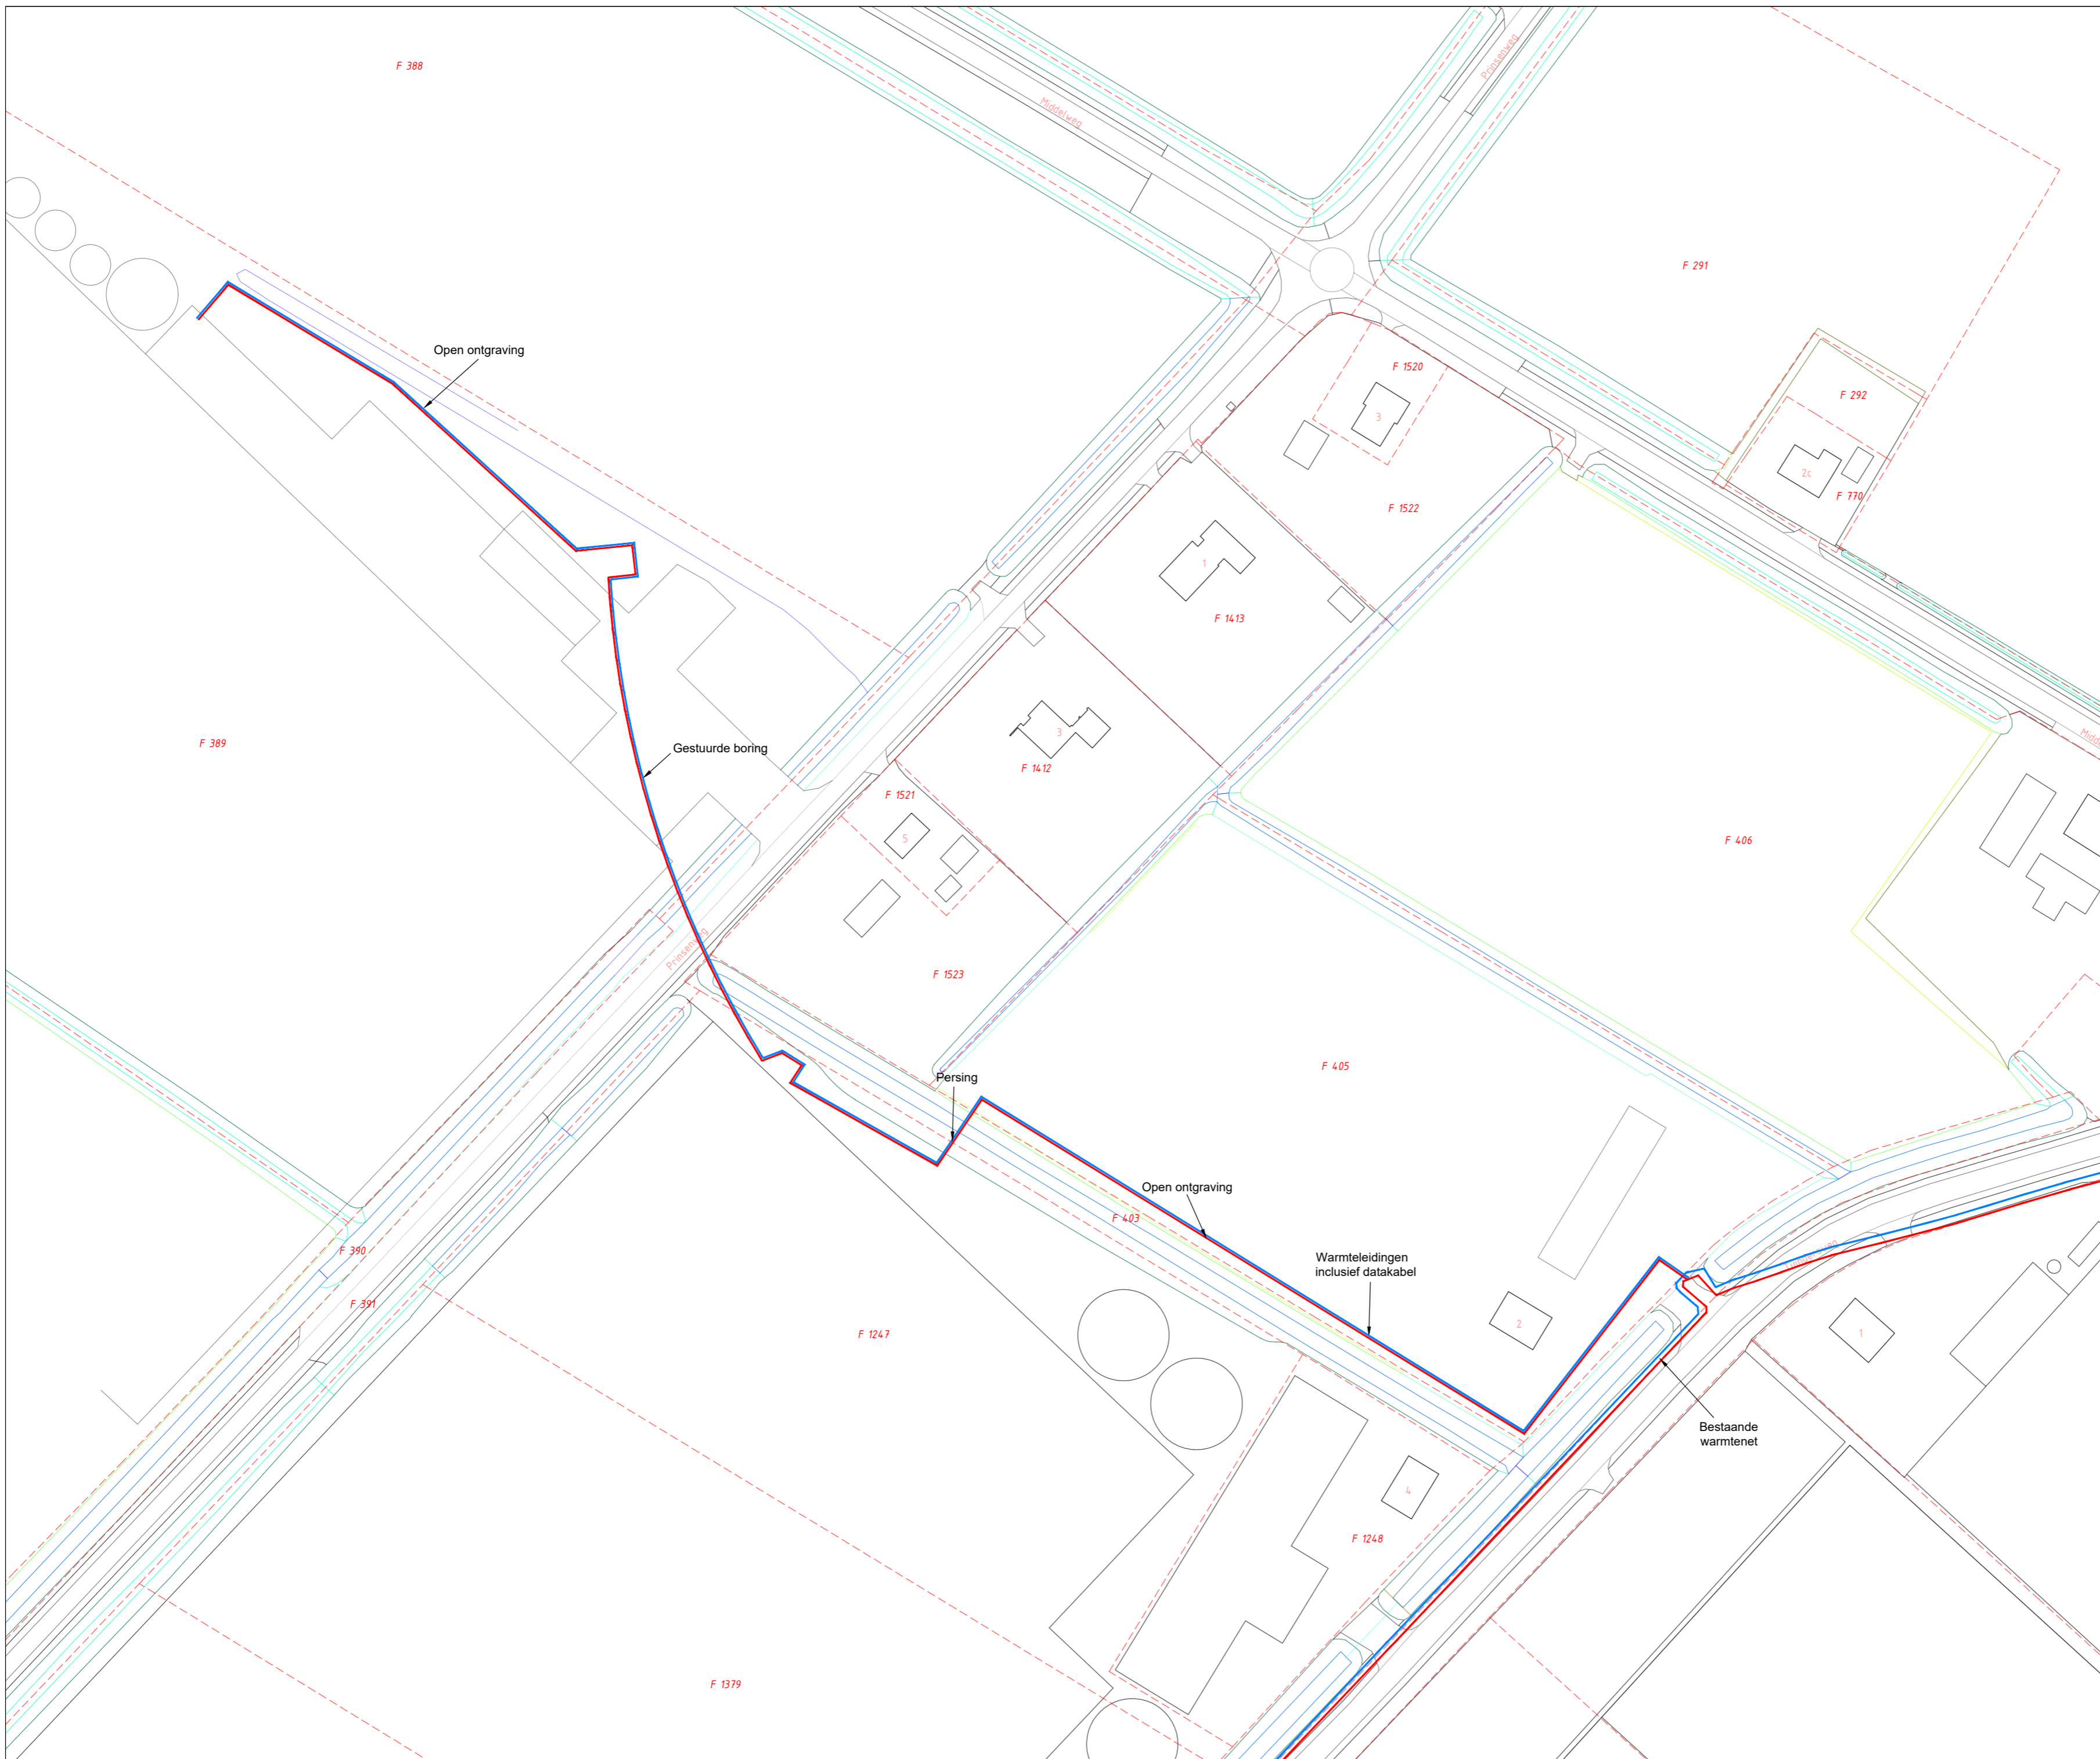 F 388
Prinsenweg
Middelweg
F 291
Open ontgraving
F 1520
3
F 292
2c
F 770
F 1522
1
F 1413
F 389
Gestuurde boring
3
F 1412
F 1521
5
F 406
Prinsenweg
F 1523
F 405
Persing
Open ontgraving
F 403
F 390
F 391
F 1247
Warmteleidingen
inclusief datakabel
2
1
Bestaande
warmtenet
4
F 1248
F 1379